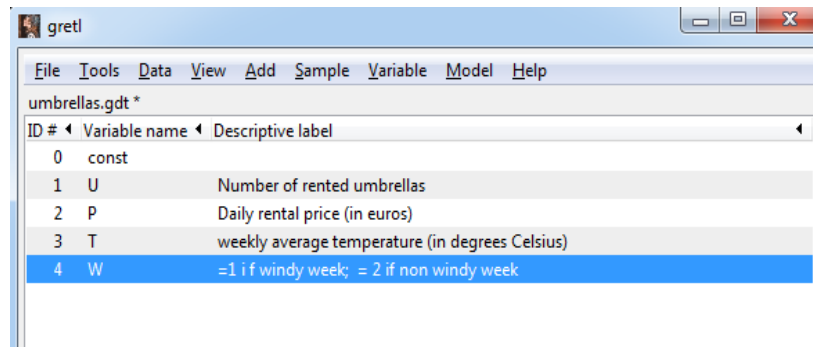 gretl
File Tools Data View Add Sample Variable Model Help
umbrellas.gdt *
ID # Variable name Descriptive label
0 const
1 U Number of rented umbrellas
2 P Daily rental price (in euros)
3 T weekly average temperature (in degrees Celsius)
4 W =1 i f windy week; = 2 if non windy week